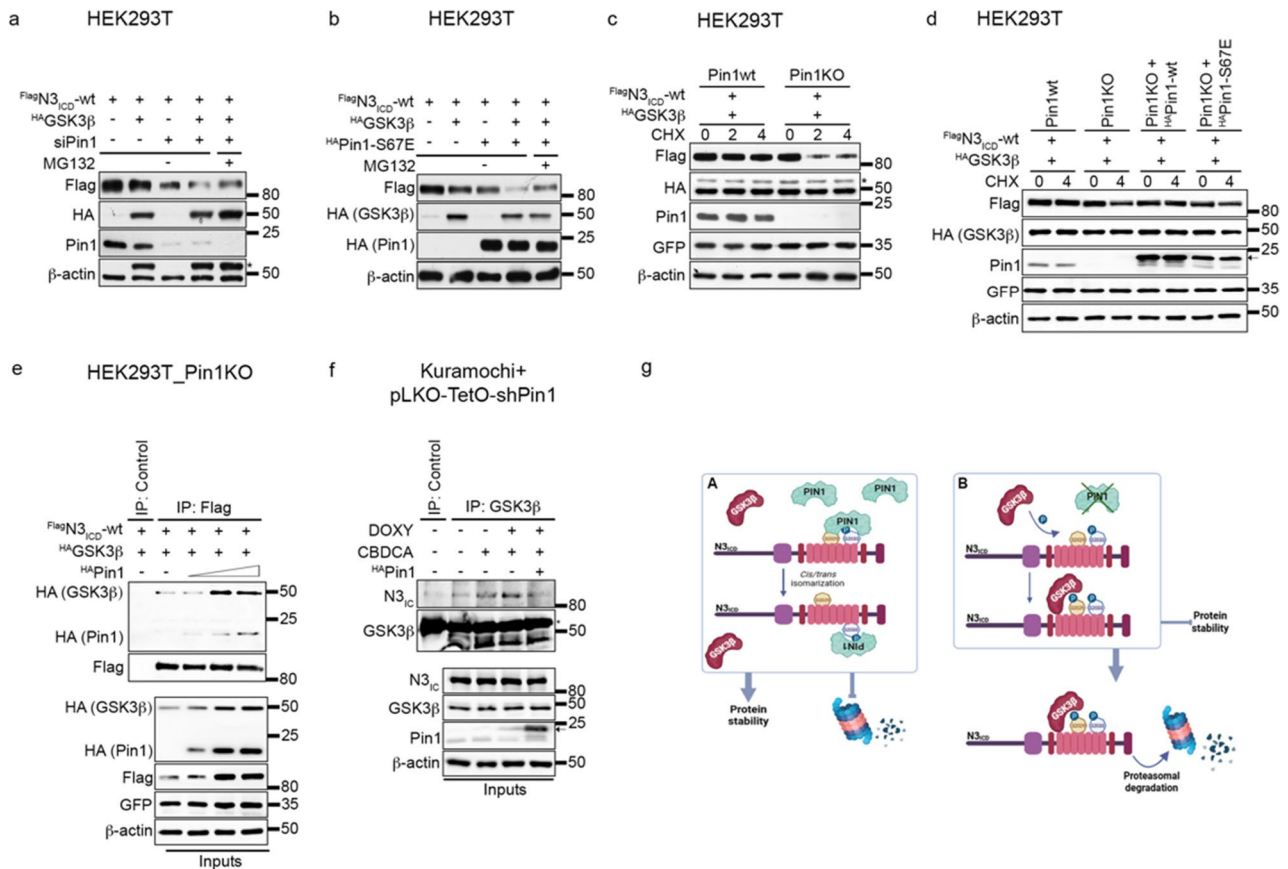 a HEK293T
FlagN3ICD-wt + + + + +
HAGSK3β - + - + +
siPin1 - - + + +
MG132 - +
Flag 80
HA 50
Pin1 25
β-actin * 50
b HEK293T
FlagN3ICD-wt + + + + +
HAGSK3β - + - + +
HAPin1-S67E - - + + +
MG132 - +
Flag 80
HA (GSK3β) 50
HA (Pin1) 25
β-actin 50
c HEK293T
Pin1wt Pin1KO
FlagN3ICD-wt + +
HAGSK3β + +
CHX 0 2 4 0 2 4
Flag 80
HA * 50
Pin1 25
GFP 35
β-actin 50
d HEK293T
Pin1wt
Pin1KO
Pin1KO +
HAPin1-wt
Pin1KO +
HAPin1-S67E
FlagN3ICD-wt + + + +
HAGSK3β + + + +
CHX 0 4 0 4 0 4 0 4
Flag 80
HA (GSK3β) 50
Pin1 25 ←
GFP 35
β-actin 50
e HEK293T_Pin1KO
IP: Control
IP: Flag
FlagN3ICD-wt + + + + +
HAGSK3β + + + + +
HAPin1 - -
HA (GSK3β) 50
HA (Pin1) 25
Flag 80
HA (GSK3β) 50
HA (Pin1) 25
Flag 80
GFP 35
β-actin 50
Inputs
f Kuramochi+
pLKO-TetO-shPin1
IP: Control
IP: GSK3β
DOXY - - - + +
CBDCA - - + + +
HAPin1 - - - - +
N3IC 80
GSK3β * 50
N3IC 80
GSK3β 50
Pin1 25 ←
β-actin 50
Inputs
g
A
GSK3β
PIN1
PIN1
PIN1
P
N3ICD
Cis/trans
isomarization
N3ICD
P
PIN1
GSK3β
Protein
stability
B
GSK3β
PIN1
P
P P
N3ICD
GSK3β
P P
N3ICD
Protein
stability
GSK3β
P P
N3ICD
Proteasomal
degradation